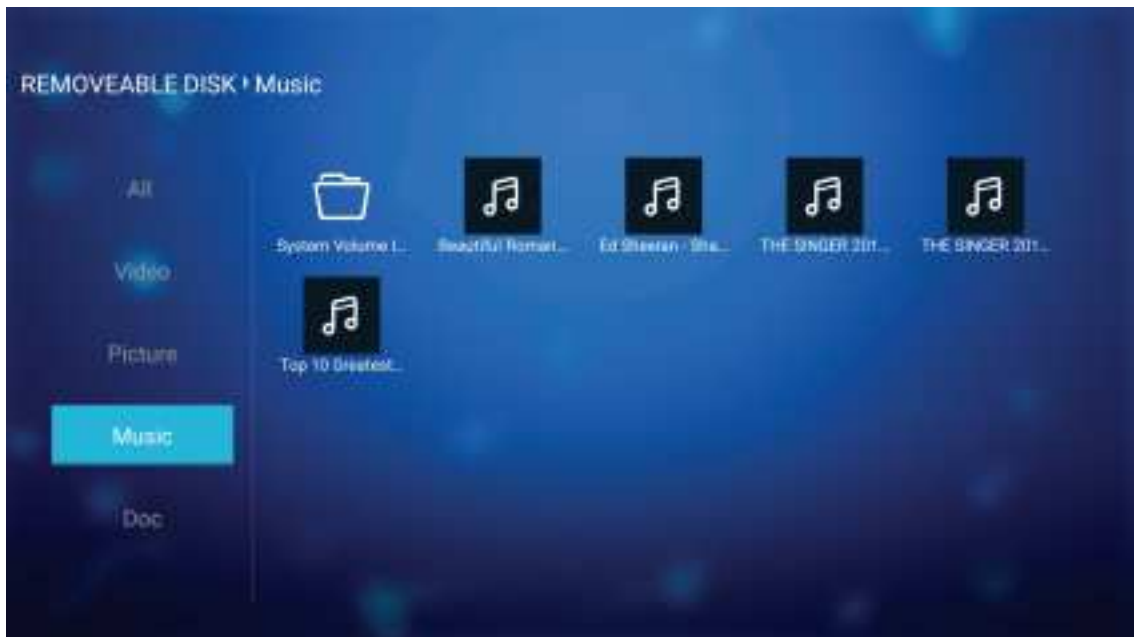 REMOVEABLE DISK Music
All
Video
Picture
Music
Doc
System Volume I...
Beautiful Roman...
Ed Sheeran - Sha...
THE SINGER 201...
THE SINGER 201...
Top 10 Greatest...